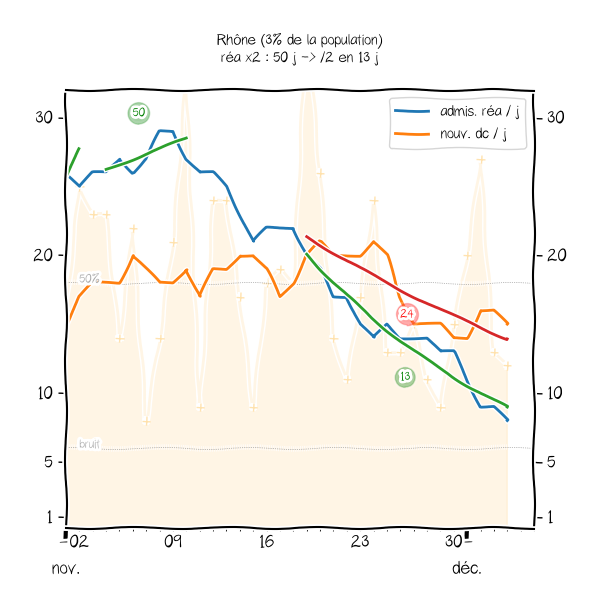 Rhône (3% de la population)
réa x2 : 50 j -> /2 en 13 j
admis. réa / j
nouv. dc / j
50
24
13
50%
bruit
30
20
10
5
1
30
20
10
5
1
02
09
16
23
30
nov.
déc.